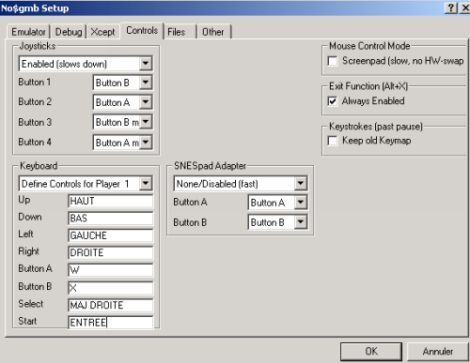 No$gmb Setup
Emulator Debug Xcept Controls Files Other
Joysticks
Enabled (slows down)
Button 1 Button B
Button 2 Button A
Button 3 Button B m
Button 4 Button A m
Keyboard
Define Controls for Player 1
Up HAUT
Down BAS
Left GAUCHE
Right DROITE
Button A W
Button B X
Select MAJ DROITE
Start ENTREE
SNESpad Adapter
None/Disabled (fast)
Button A Button A
Button B Button B
Mouse Control Mode
Screenpad (slow, no HW-swap
Exit Function (Alt+X)
Always Enabled
Keystrokes (past pause)
Keep old Keymap
OK Annuler